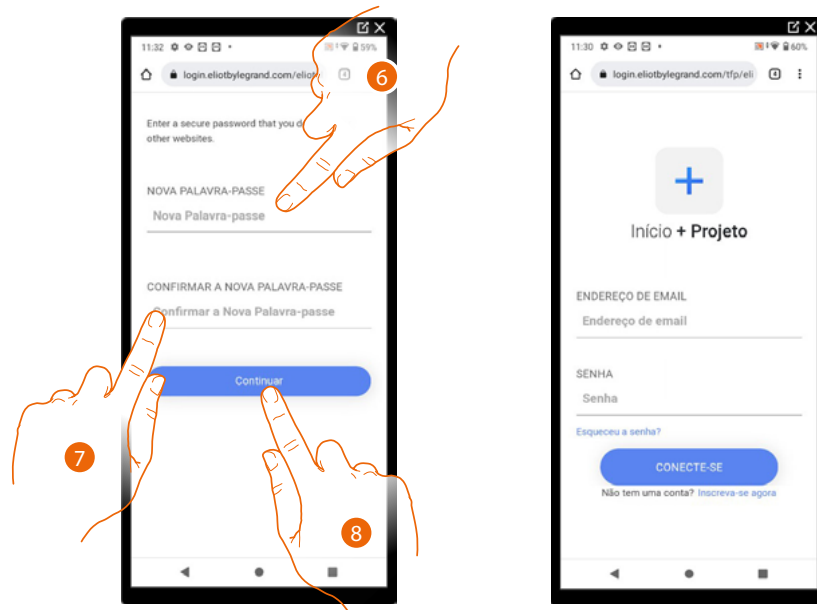 11:32
59%
login.eliotbylegrand.com/eliot
4
6
Enter a secure password that you d
other websites.
NOVA PALAVRA-PASSE
Nova Palavra-passe
CONFIRMAR A NOVA PALAVRA-PASSE
Confirmar a Nova Palavra-passe
Continuar
7
8
11:30
60%
login.eliotbylegrand.com/tfp/eli
4
Início + Projeto
ENDEREÇO DE EMAIL
Endereço de email
SENHA
Senha
Esqueceu a senha?
CONECTE-SE
Não tem uma conta? Inscreva-se agora